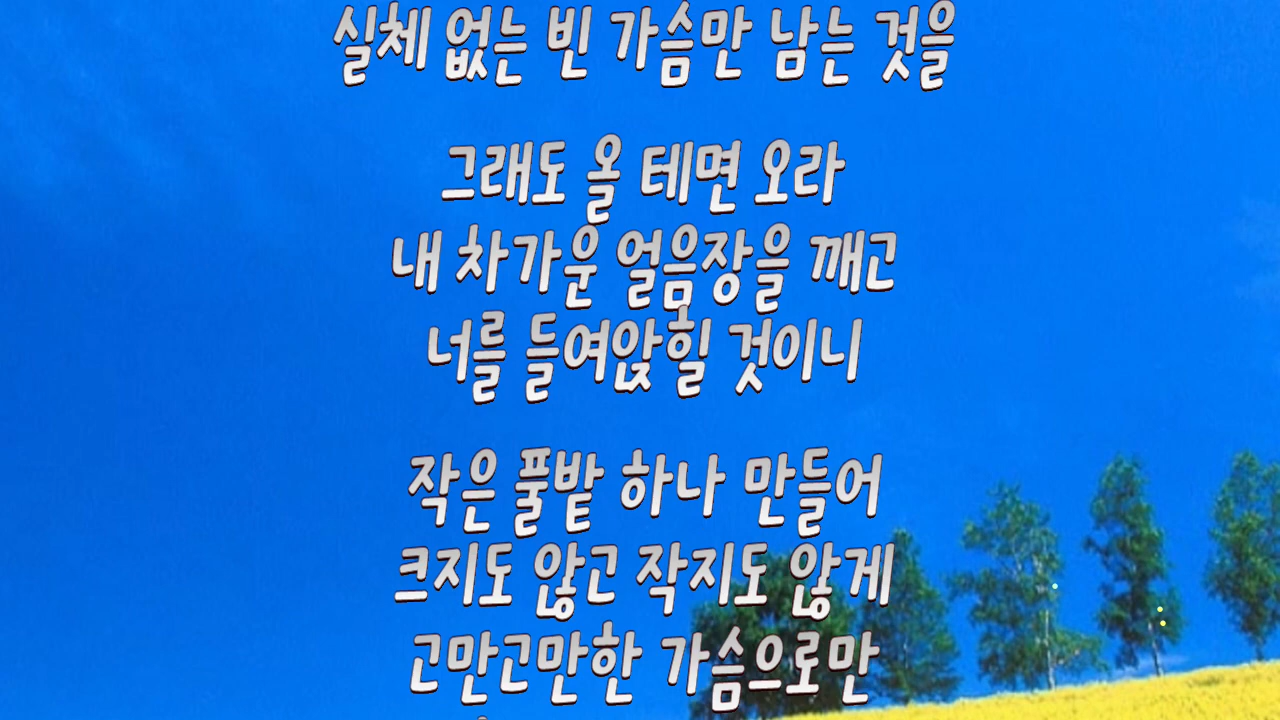 실체 없는 빈 가슴만 남는 것을
그래도 올 테면 오라
내 차가운 얼음장을 깨고
너를 들여앉힐 것이니
작은 풀밭 하나 만들어
크지도 않고 작지도 않게
고만고만한 가슴으로만